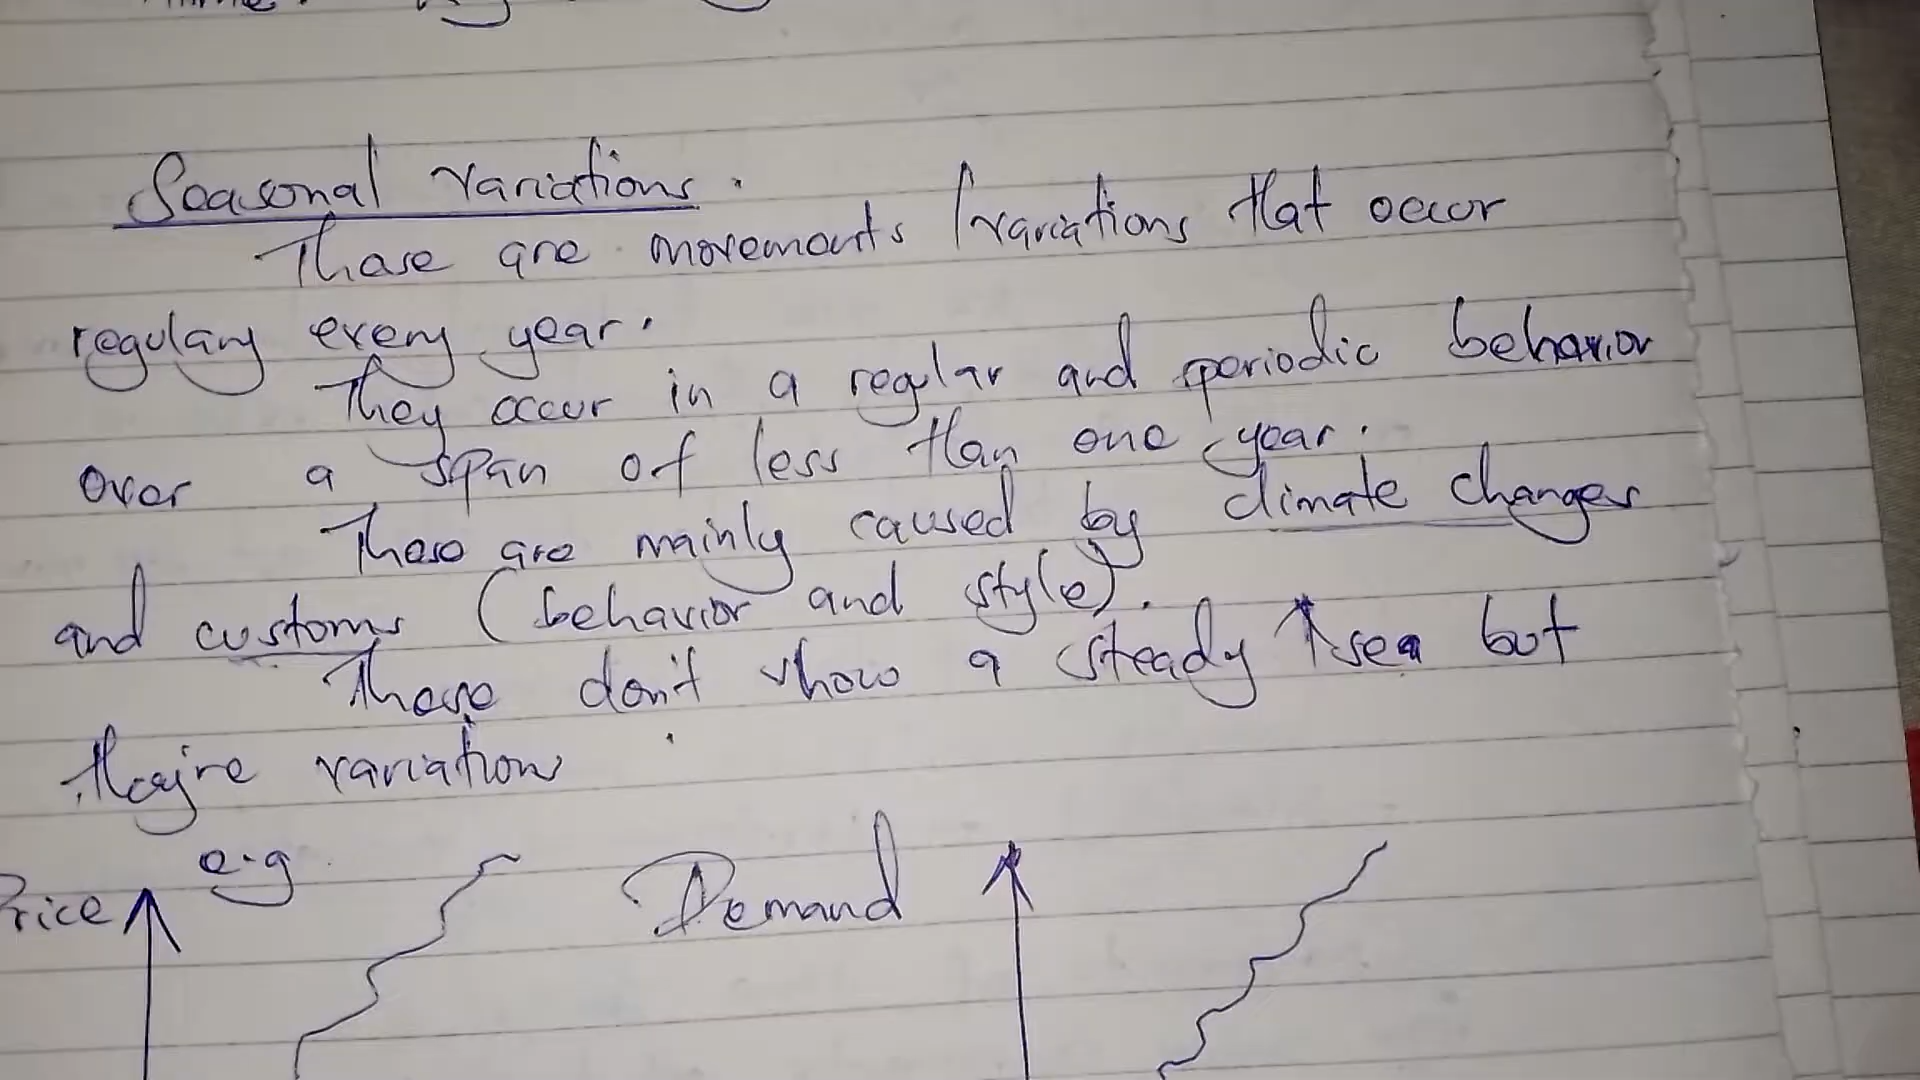 Seasonal variations.
These are movements / variations that occur
regulary every year.
They occur in a regular and periodic behavior
over a span of less than one year.
These are mainly caused by climate changes
and customs (behavior and style).
These don't show a steady ↑se but
they're variations
e.g
Price Demand